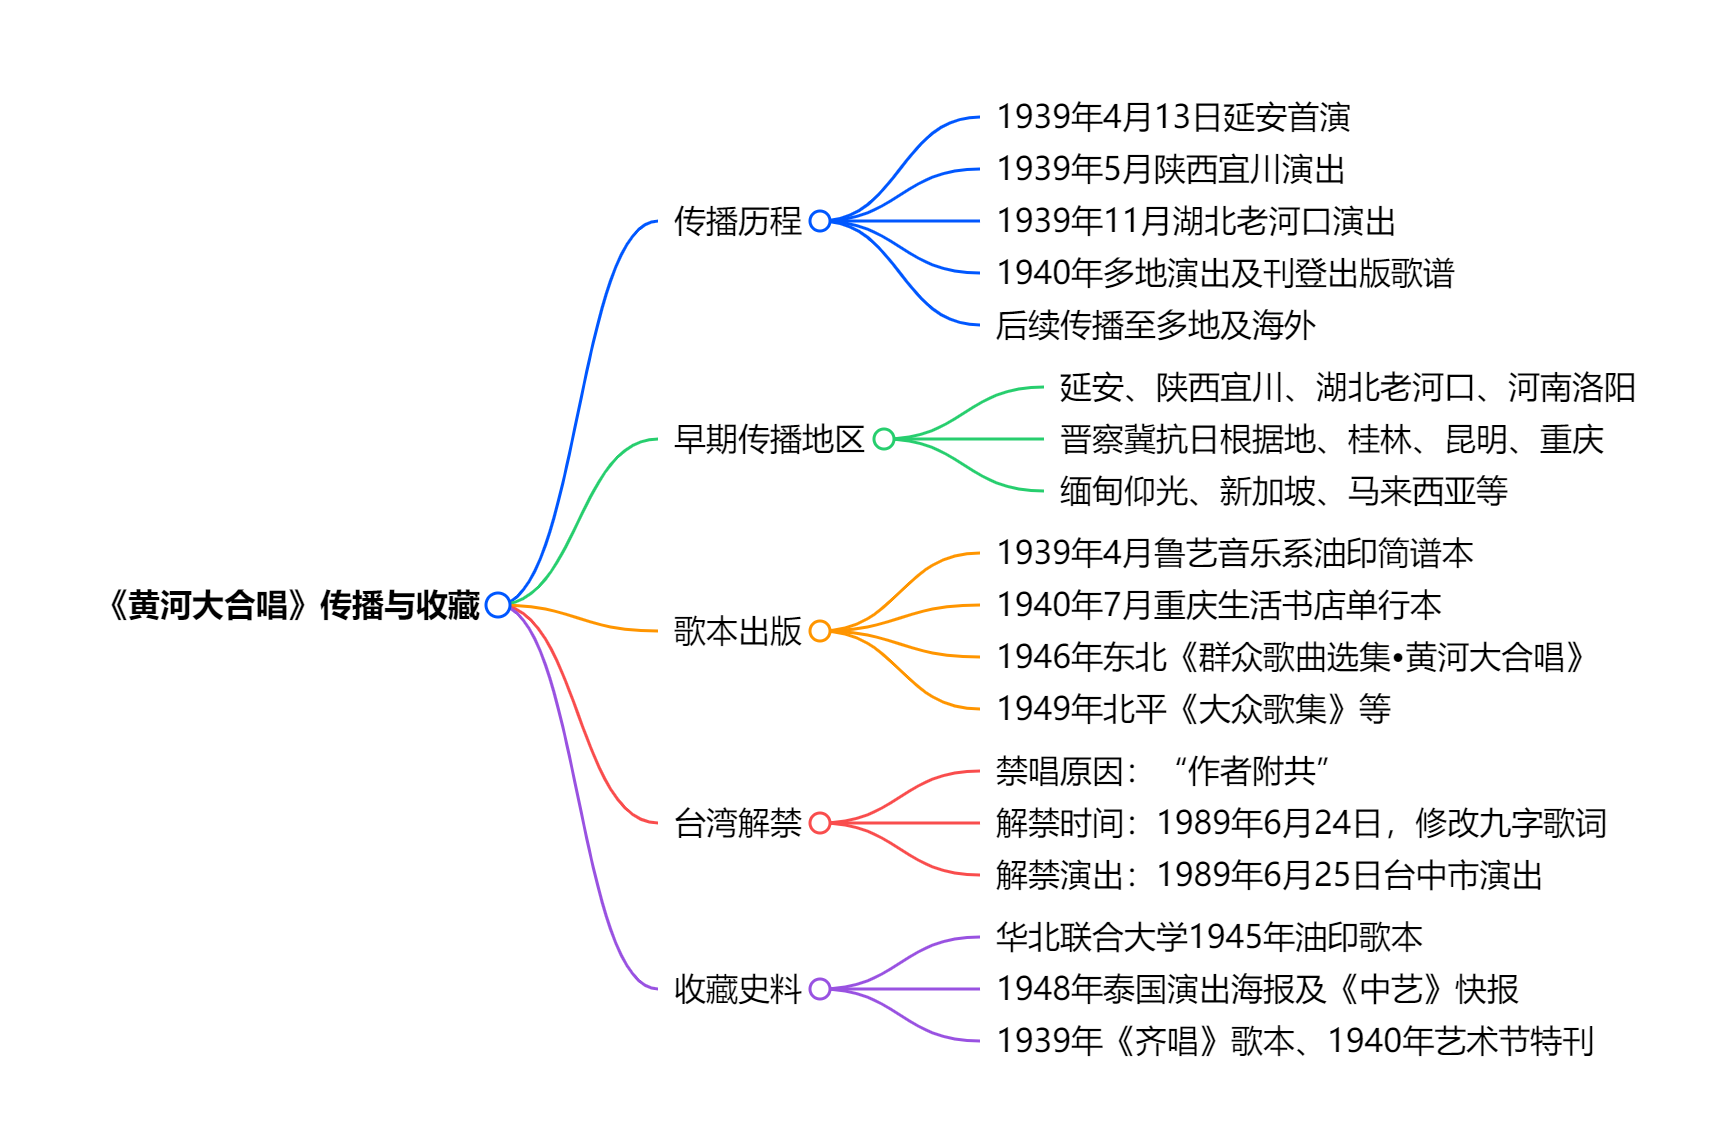 《黄河大合唱》传播与收藏
传播历程
1939年4月13日延安首演
1939年5月陕西宜川演出
1939年11月湖北老河口演出
1940年多地演出及刊登出版歌谱
后续传播至多地及海外
早期传播地区
延安、陕西宜川、湖北老河口、河南洛阳
晋察冀抗日根据地、桂林、昆明、重庆
缅甸仰光、新加坡、马来西亚等
歌本出版
1939年4月鲁艺音乐系油印简谱本
1940年7月重庆生活书店单行本
1946年东北《群众歌曲选集•黄河大合唱》
1949年北平《大众歌集》等
台湾解禁
禁唱原因：“作者附共”
解禁时间：1989年6月24日，修改九字歌词
解禁演出：1989年6月25日台中市演出
收藏史料
华北联合大学1945年油印歌本
1948年泰国演出海报及《中艺》快报
1939年《齐唱》歌本、1940年艺术节特刊